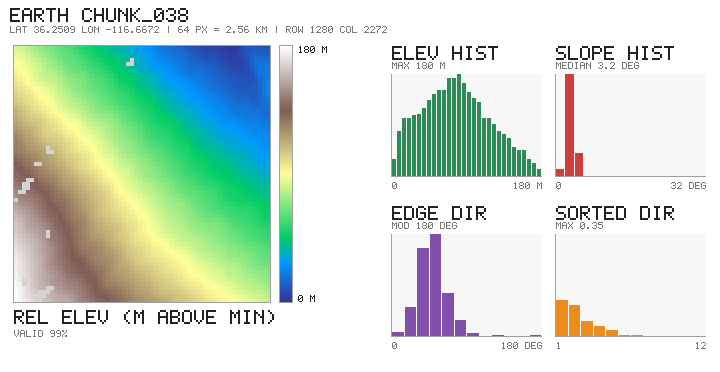 EARTH CHUNK_038
LAT 36.2509 LON -116.6672 | 64 PX = 2.56 KM | ROW 1280 COL 2272
180 M
0 M
REL ELEV (M ABOVE MIN)
VALID 99%
ELEV HIST
MAX 180 M
0 180 M
SLOPE HIST
MEDIAN 3.2 DEG
0 32 DEG
EDGE DIR
MOD 180 DEG
0 180 DEG
SORTED DIR
MAX 0.35
1 12